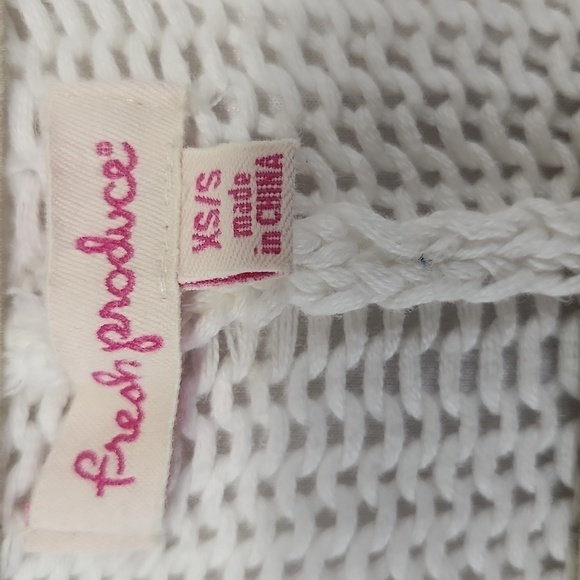 fresh produce®
XS/S
made
in CHINA